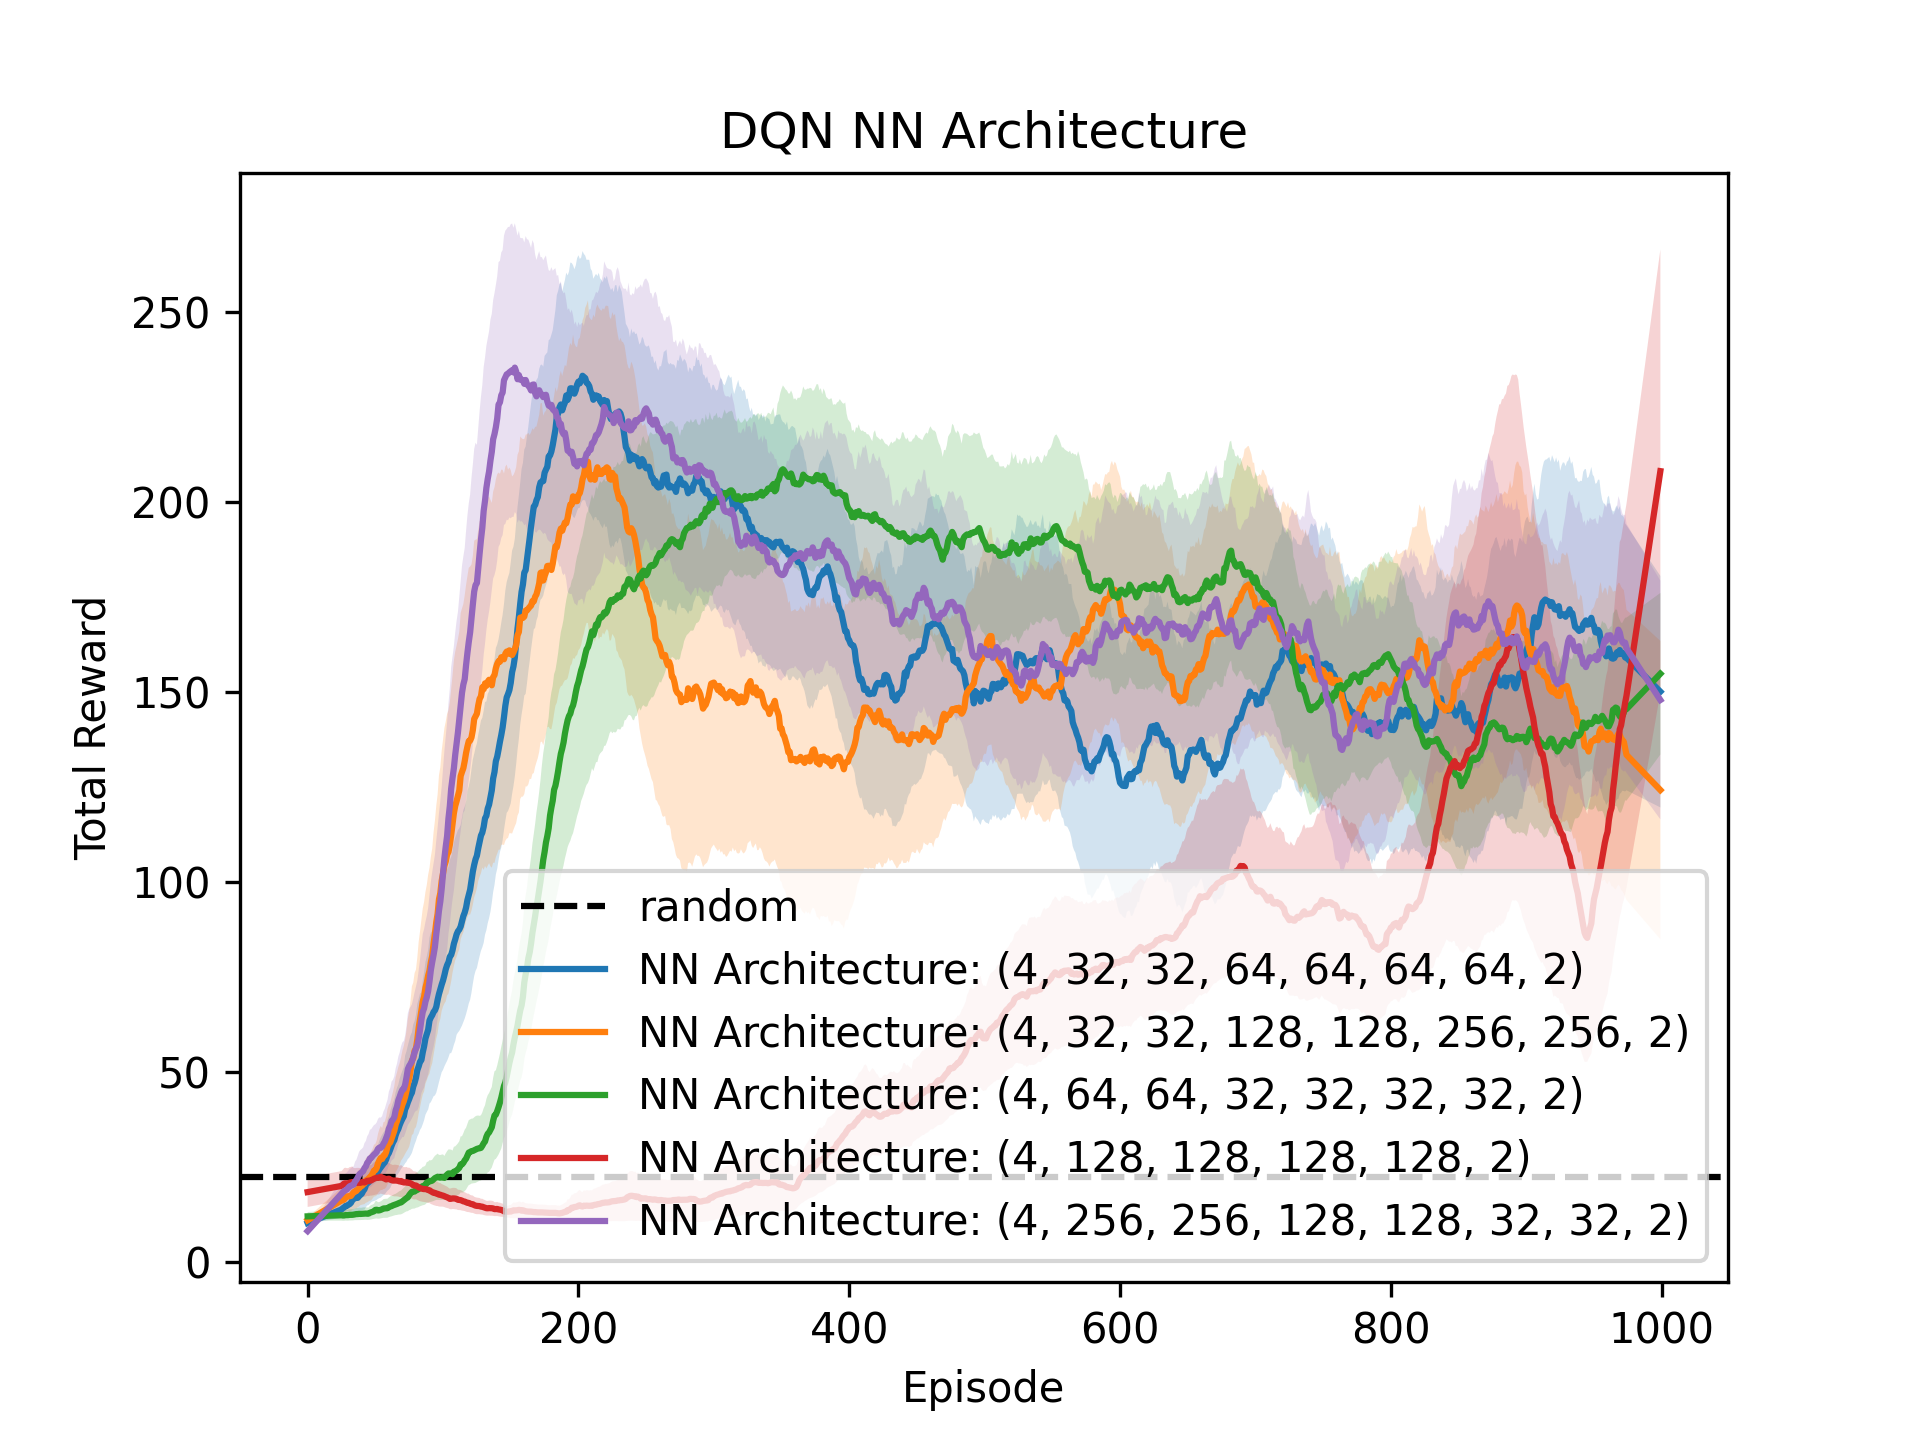 DQN NN Architecture
Total Reward
250
200
150
100
50
0
random
NN Architecture: (4, 32, 32, 64, 64, 64, 64, 2)
NN Architecture: (4, 32, 32, 128, 128, 256, 256, 2)
NN Architecture: (4, 64, 64, 32, 32, 32, 32, 2)
NN Architecture: (4, 128, 128, 128, 128, 2)
NN Architecture: (4, 256, 256, 128, 128, 32, 32, 2)
0 200 400 600 800 1000
Episode